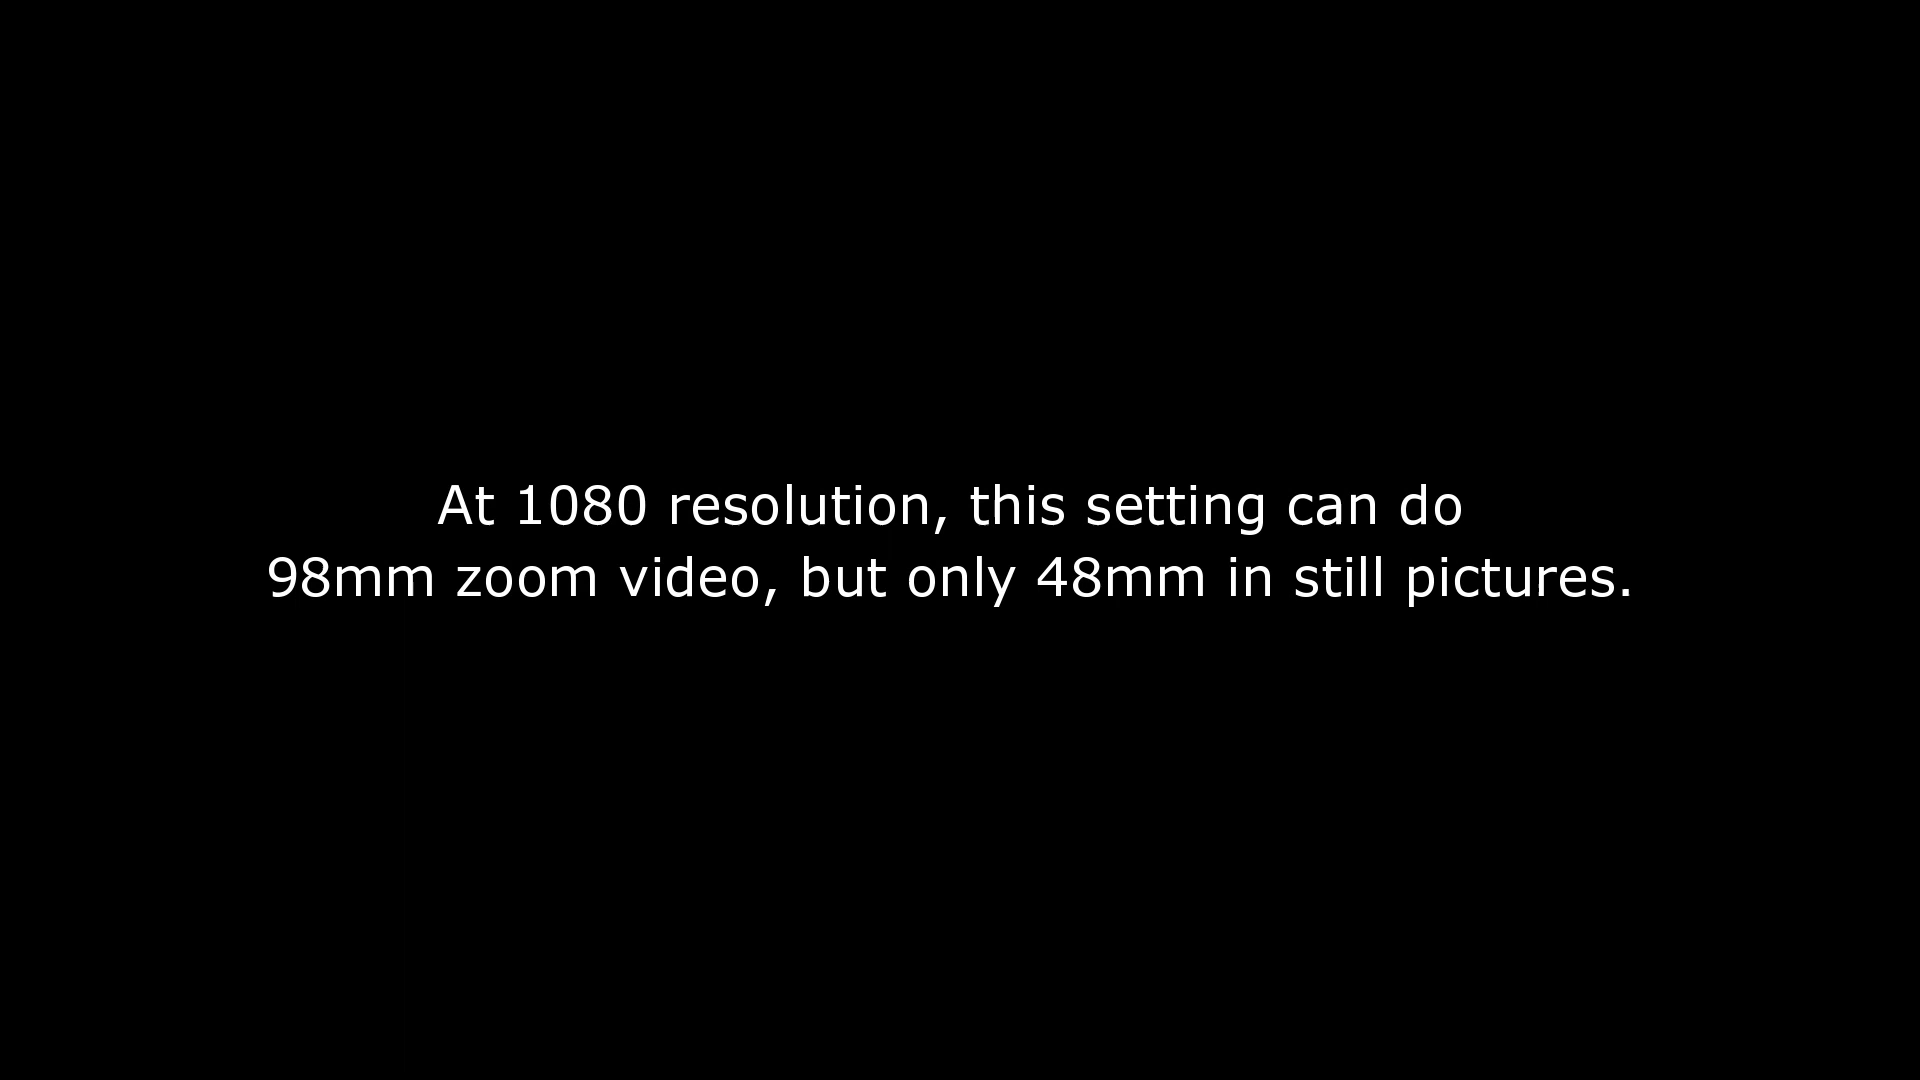 At 1080 resolution, this setting can do
98mm zoom video, but only 48mm in still pictures.